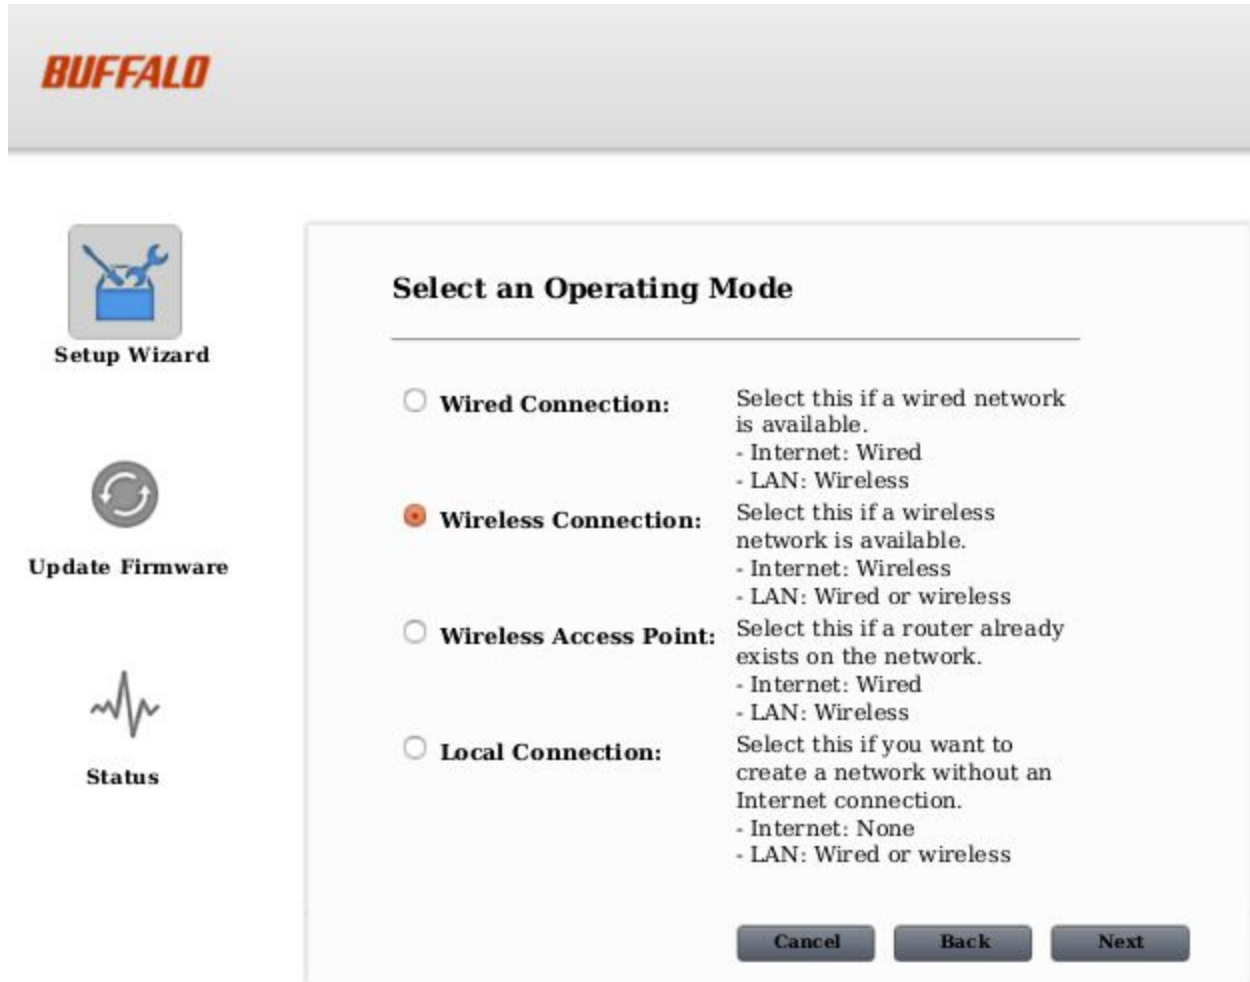 BUFFALO
Setup Wizard
Update Firmware
Status
Select an Operating Mode
Wired Connection:
Select this if a wired network
is available.
- Internet: Wired
- LAN: Wireless
Wireless Connection:
Select this if a wireless
network is available.
- Internet: Wireless
- LAN: Wired or wireless
Wireless Access Point:
Select this if a router already
exists on the network.
- Internet: Wired
- LAN: Wireless
Local Connection:
Select this if you want to
create a network without an
Internet connection.
- Internet: None
- LAN: Wired or wireless
Cancel
Back
Next